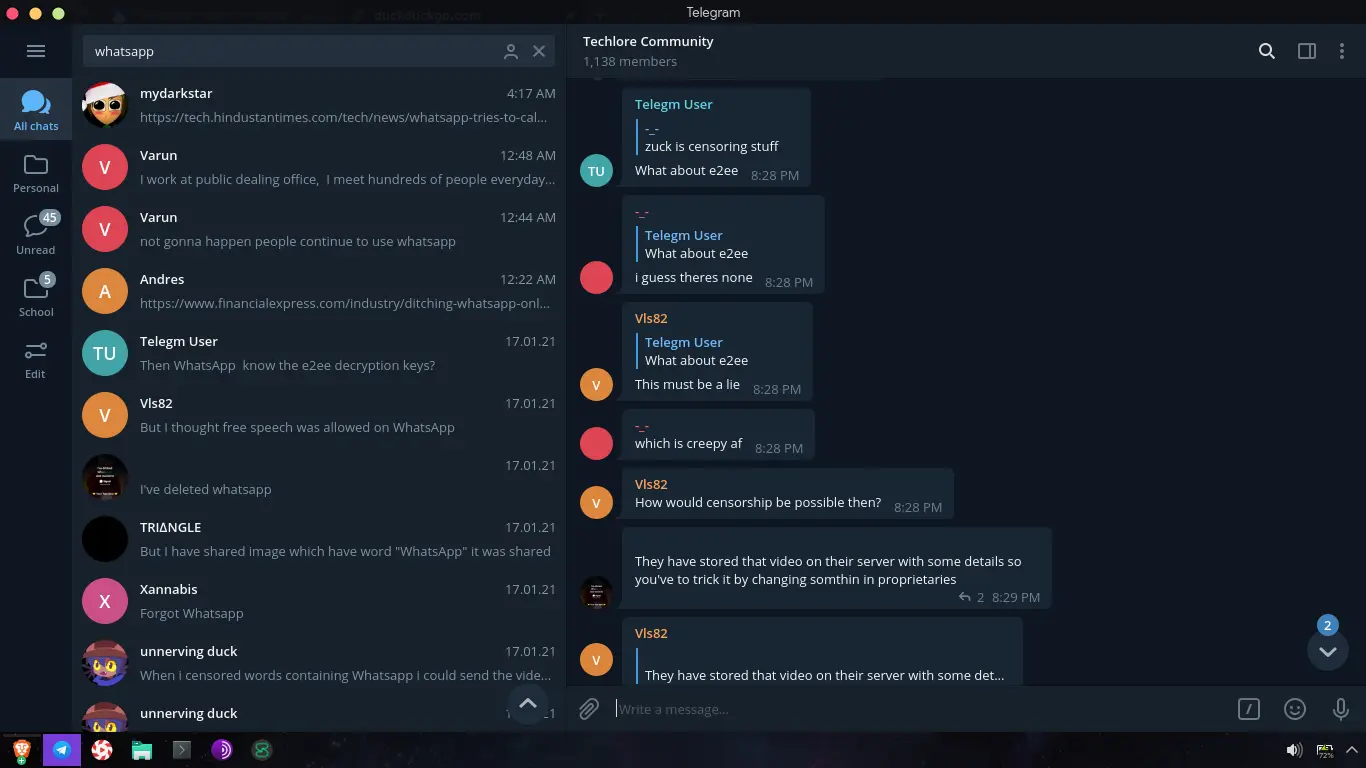 Telegram
whatsapp
All chats
Personal
45
Unread
5
School
Edit
mydarkstar
4:17 AM
https://tech.hindustantimes.com/tech/news/whatsapp-tries-to-cal...
V
Varun
12:48 AM
I work at public dealing office, I meet hundreds of people everyday...
V
Varun
12:44 AM
not gonna happen people continue to use whatsapp
A
Andres
12:22 AM
https://www.financialexpress.com/industry/ditching-whatsapp-onl...
TU
Telegm User
17.01.21
Then WhatsApp know the e2ee decryption keys?
V
Vls82
17.01.21
But I thought free speech was allowed on WhatsApp
17.01.21
I've deleted whatsapp
TRIΔNGLE
17.01.21
But I have shared image which have word "WhatsApp" it was shared
X
Xannabis
17.01.21
Forgot Whatsapp
unnerving duck
17.01.21
When i censored words containing Whatsapp i could send the vide...
unnerving duck
Techlore Community
1,138 members
Telegm User
-_-
zuck is censoring stuff
TU
What about e2ee
8:28 PM
-_-
Telegm User
What about e2ee
i guess theres none
8:28 PM
Vls82
Telegm User
What about e2ee
V
This must be a lie
8:28 PM
-_-
which is creepy af
8:28 PM
Vls82
V
How would censorship be possible then?
8:28 PM
They have stored that video on their server with some details so
you've to trick it by changing somthin in proprietaries
2 8:29 PM
Vls82
V
They have stored that video on their server with some det...
2
Write a message...
72%